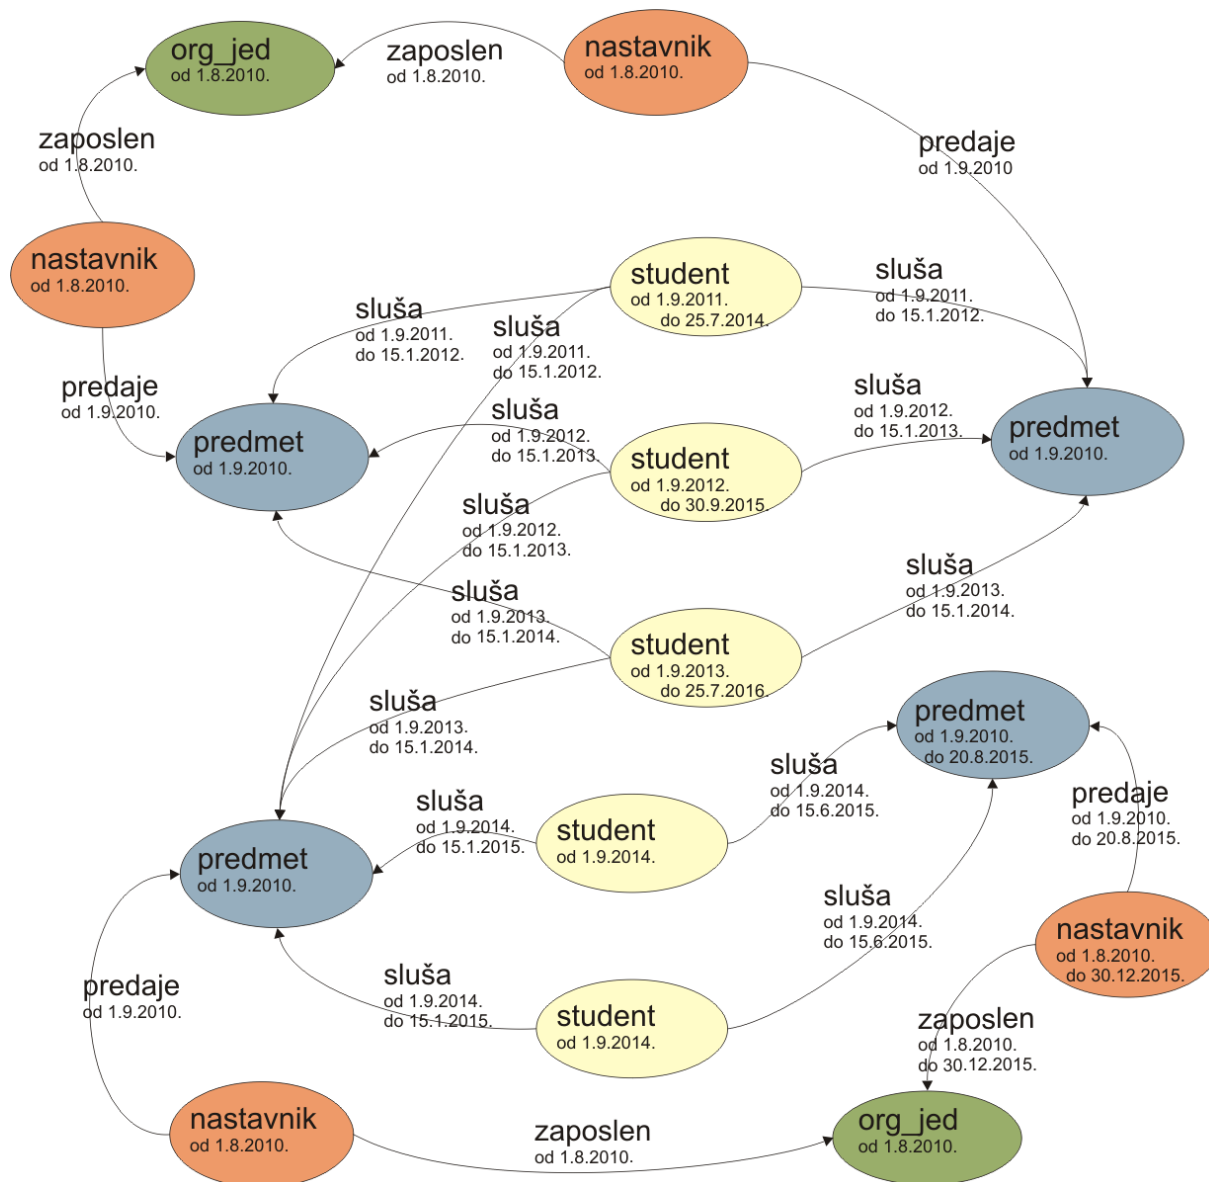 org_jed
od 1.8.2010.
zaposlen
od 1.8.2010.
nastavnik
od 1.8.2010.
zaposlen
od 1.8.2010.
predaje
od 1.9.2010
nastavnik
od 1.8.2010.
student
od 1.9.2011.
do 25.7.2014.
sluša
od 1.9.2011.
do 15.1.2012.
sluša
od 1.9.2011.
do 15.1.2012.
sluša
od 1.9.2011.
do 15.1.2012.
predaje
od 1.9.2010.
sluša
od 1.9.2012.
do 15.1.2013.
sluša
od 1.9.2012.
do 15.1.2013.
predmet
od 1.9.2010.
student
od 1.9.2012.
do 30.9.2015.
predmet
od 1.9.2010.
sluša
od 1.9.2012.
do 15.1.2013.
sluša
od 1.9.2013.
do 15.1.2014.
sluša
od 1.9.2013.
do 15.1.2014.
student
od 1.9.2013.
do 25.7.2016.
sluša
od 1.9.2013.
do 15.1.2014.
predmet
od 1.9.2010.
do 20.8.2015.
sluša
od 1.9.2014.
do 15.6.2015.
predaje
od 1.9.2010.
do 20.8.2015.
sluša
od 1.9.2014.
do 15.1.2015.
student
od 1.9.2014.
predmet
od 1.9.2010.
sluša
od 1.9.2014.
do 15.6.2015.
nastavnik
od 1.8.2010.
do 30.12.2015.
predaje
od 1.9.2010.
sluša
od 1.9.2014.
do 15.1.2015.
student
od 1.9.2014.
zaposlen
od 1.8.2010.
do 30.12.2015.
nastavnik
od 1.8.2010.
zaposlen
od 1.8.2010.
org_jed
od 1.8.2010.